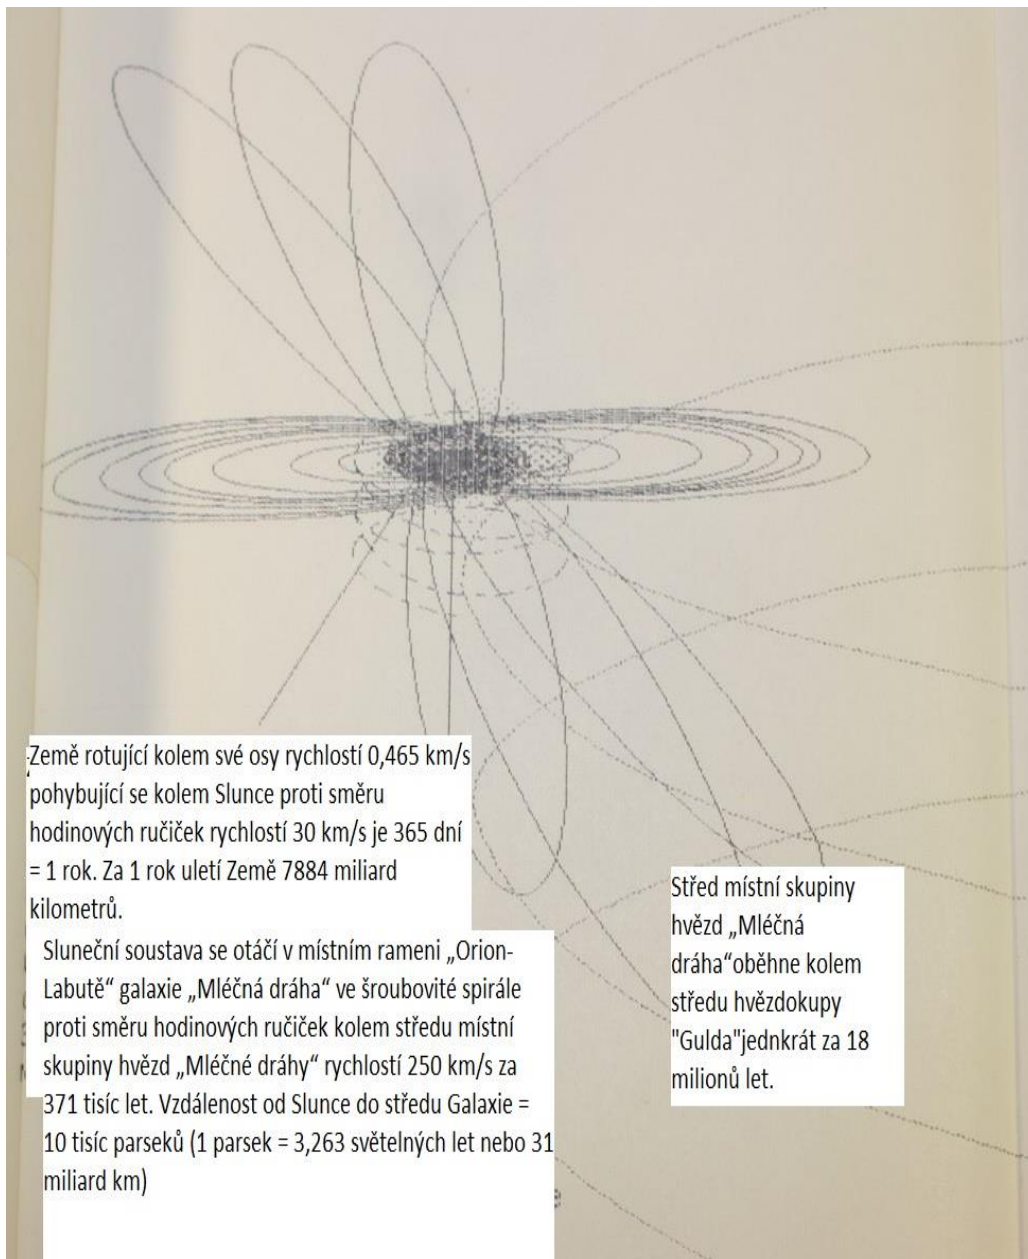 Země rotující kolem své osy rychlostí 0,465 km/s
pohybující se kolem Slunce proti směru
hodinových ručiček rychlostí 30 km/s je 365 dní
= 1 rok. Za 1 rok uletí Země 7884 miliard
kilometrů.
Sluneční soustava se otáčí v místním rameni „Orion-
Labutě“ galaxie „Mléčná dráha“ ve šroubovité spirále
proti směru hodinových ručiček kolem středu místní
skupiny hvězd „Mléčné dráhy“ rychlostí 250 km/s za
371 tisíc let. Vzdálenost od Slunce do středu Galaxie =
10 tisíc parseků (1 parsek = 3,263 světelných let nebo 31
miliard km)
Střed místní skupiny
hvězd „Mléčná
dráha“oběhne kolem
středu hvězdokupy
"Gulda"jednkrát za 18
milionů let.